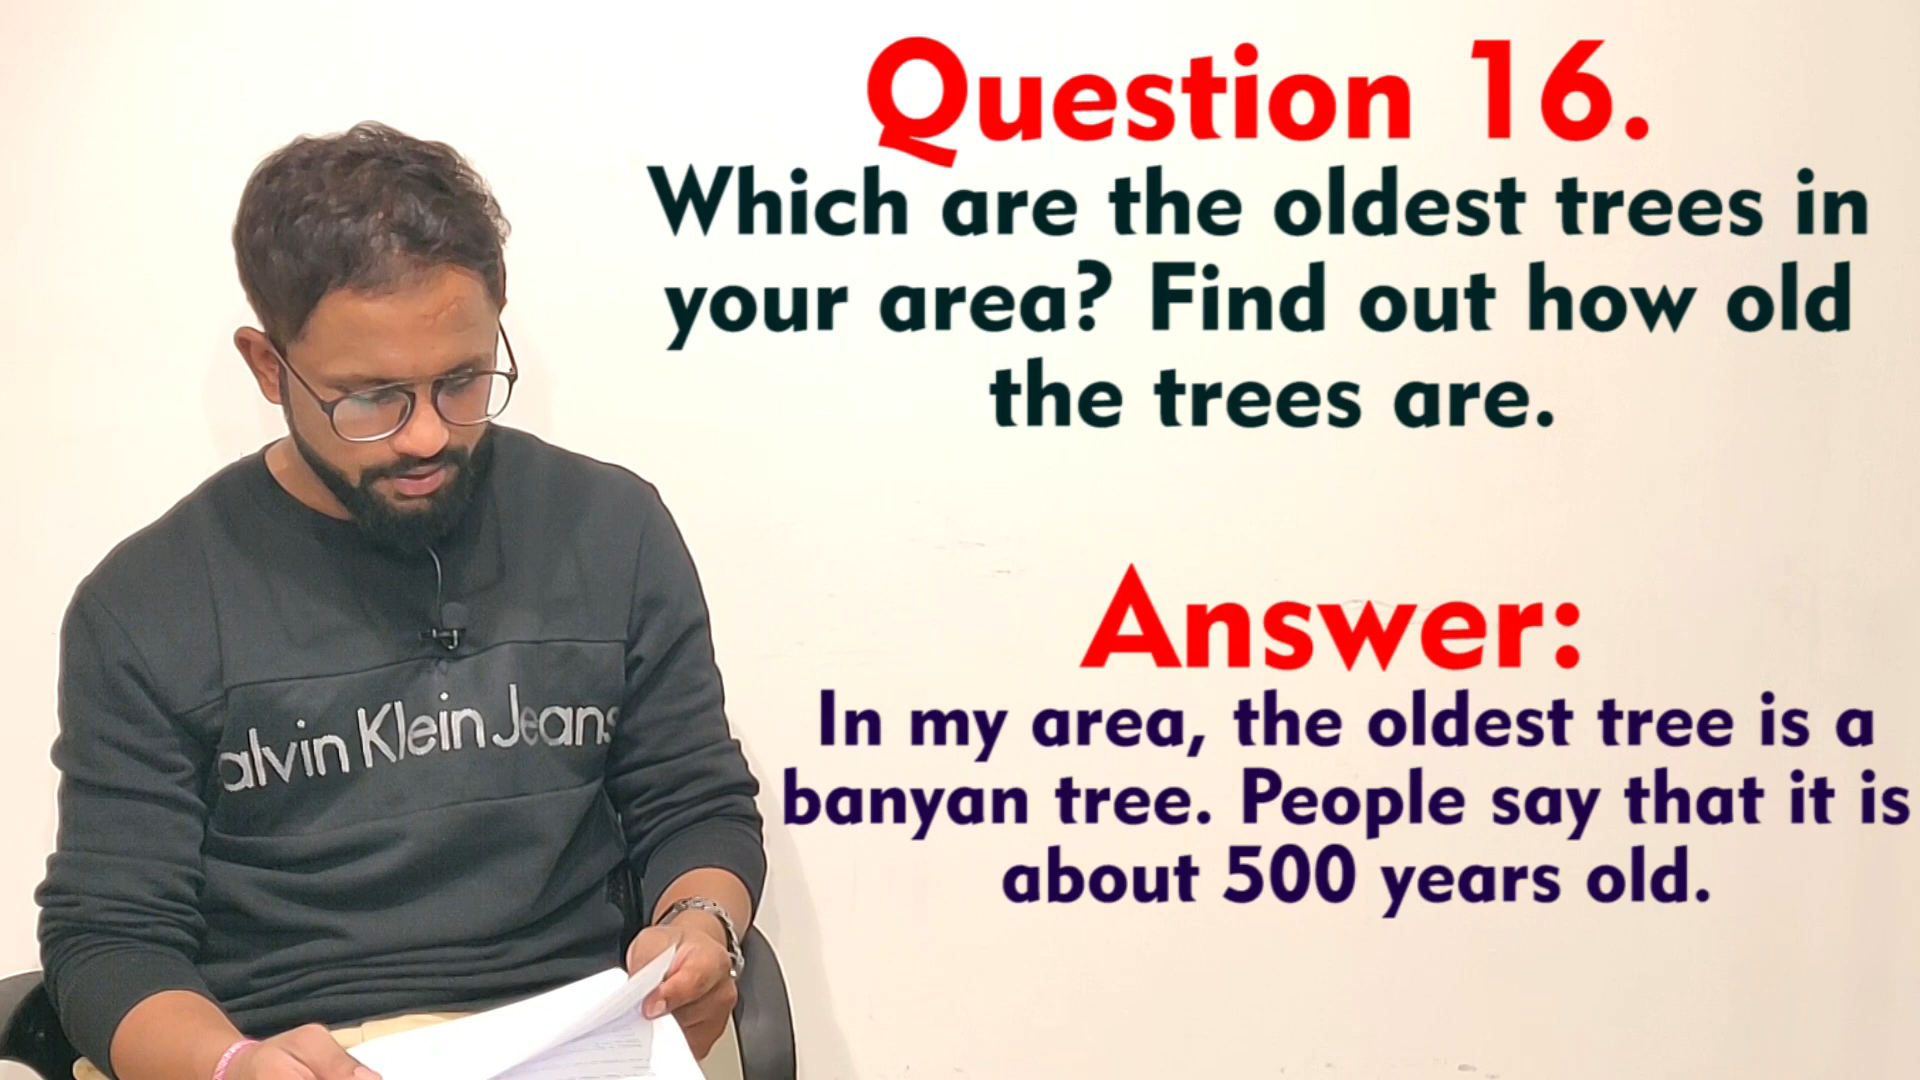 Question 16.
Which are the oldest trees in
your area? Find out how old
the trees are.
Answer:
In my area, the oldest tree is a
banyan tree. People say that it is
about 500 years old.
alvin Klein Jeans